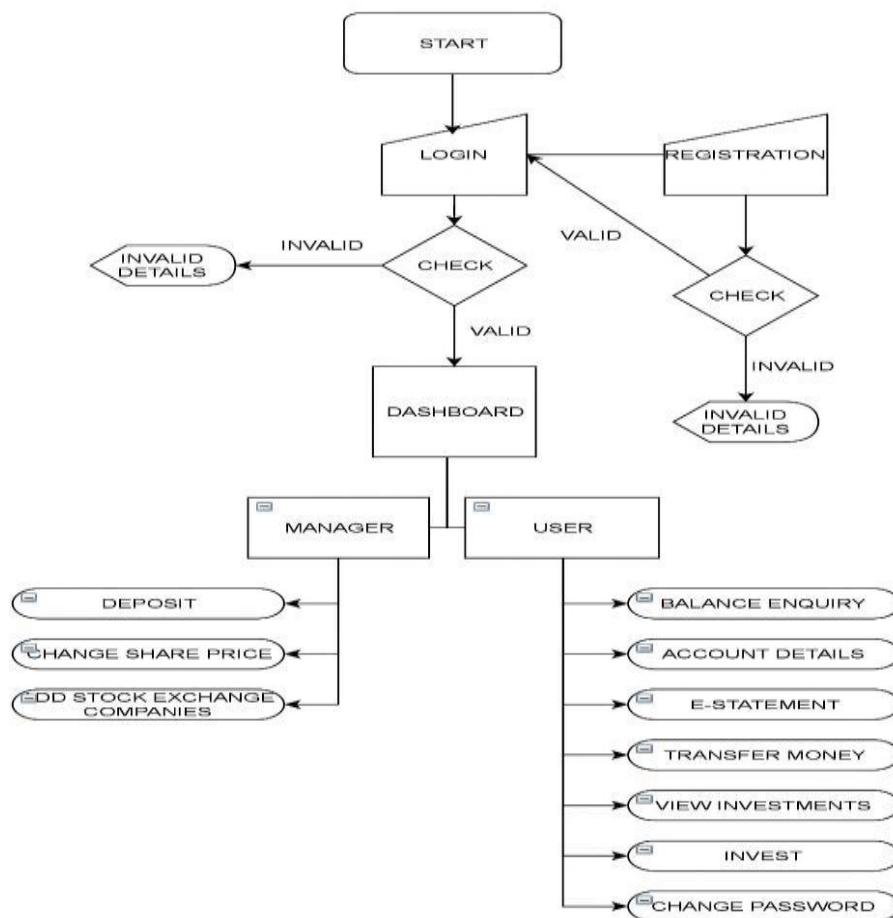 START
LOGIN
REGISTRATION
INVALID
VALID
INVALID
DETAILS
CHECK
CHECK
VALID
INVALID
DASHBOARD
INVALID
DETAILS
MANAGER
USER
DEPOSIT
CHANGE SHARE PRICE
DD STOCK EXCHANGE
COMPANIES
BALANCE ENQUIRY
ACCOUNT DETAILS
E-STATEMENT
TRANSFER MONEY
VIEW INVESTMENTS
INVEST
CHANGE PASSWORD